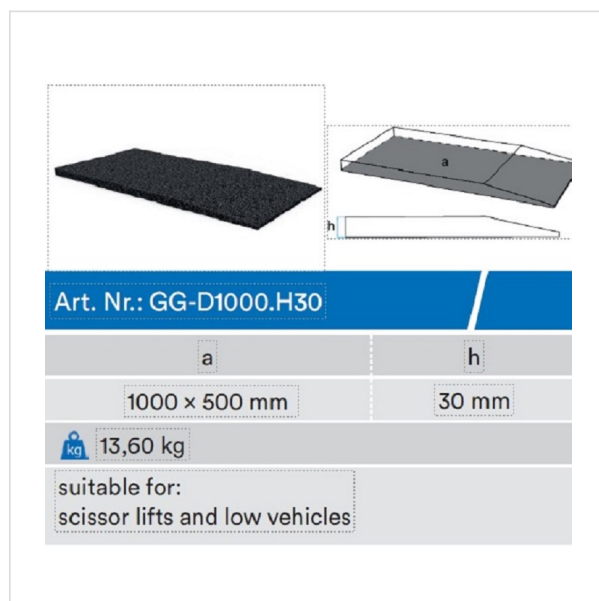 a
h
Art. Nr.: GG-D1000.H30
a h
1000 × 500 mm 30 mm
kg 13,60 kg
suitable for:
scissor lifts and low vehicles